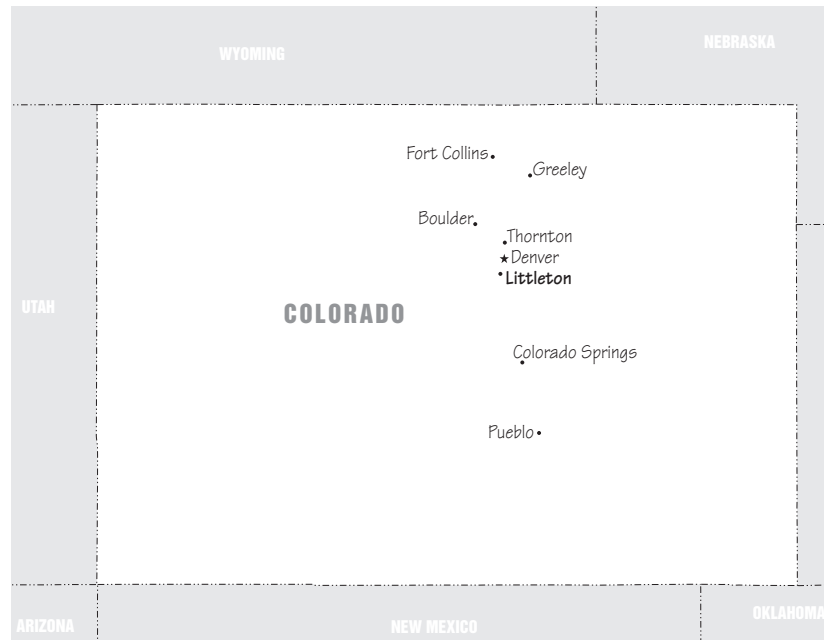 WYOMING
NEBRASKA
Fort Collins
Greeley
Boulder
Thornton
Denver
Littleton
UTAH
COLORADO
Colorado Springs
Pueblo
ARIZONA
NEW MEXICO
OKLAHOMA